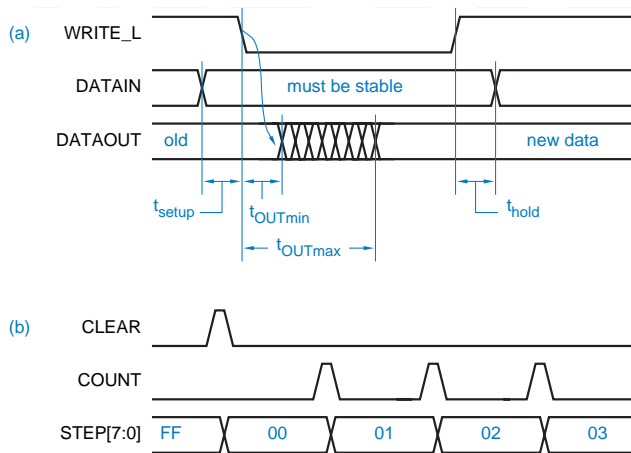 (a) WRITE_L
DATAIN must be stable
DATAOUT old new data
tsetup tOUTmin thold
tOUTmax
(b) CLEAR
COUNT
STEP[7:0] FF 00 01 02 03